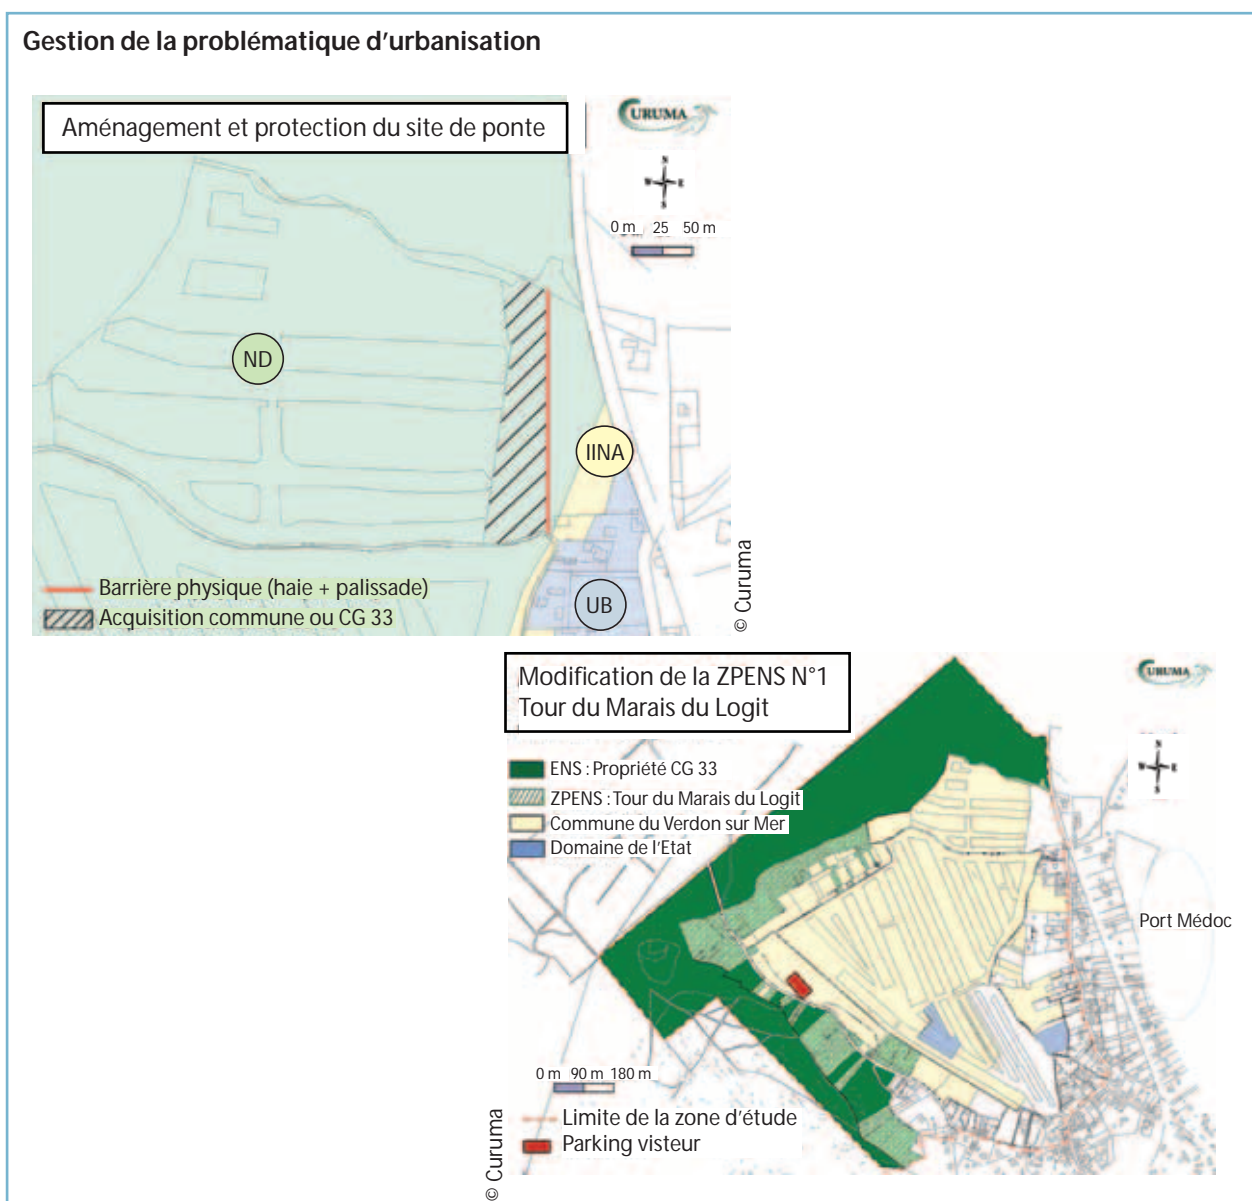 Gestion de la problématique d'urbanisation
Aménagement et protection du site de ponte
CURUMA
N
W E
S
0 m 25 50 m
ND
IINA
UB
Barrière physique (haie + palissade)
Acquisition commune ou CG 33
© Curuma
Modification de la ZPENS N°1
Tour du Marais du Logit
CURUMA
N
W E
S
ENS : Propriété CG 33
ZPENS : Tour du Marais du Logit
Commune du Verdon sur Mer
Domaine de l'Etat
Port Médoc
0 m 90 m 180 m
Limite de la zone d'étude
Parking visteur
© Curuma